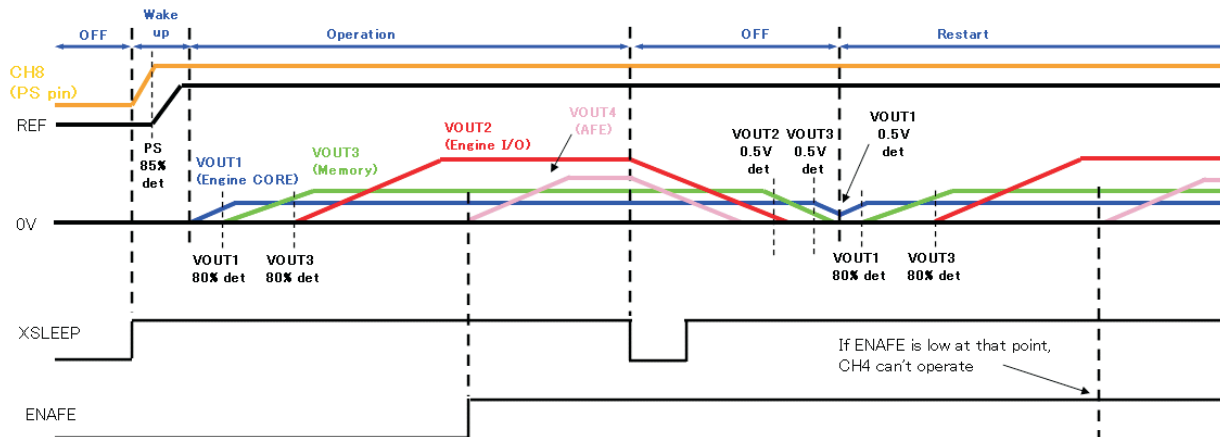 Wake
up
OFF
Operation
OFF
Restart
CH8
(PS pin)
REF
PS
85%
det
VOUT1
(Engine CORE)
VOUT3
(Memory)
VOUT2
(Engine I/O)
VOUT4
(AFE)
VOUT2
0.5V
det
VOUT3
0.5V
det
VOUT1
0.5V
det
0V
VOUT1
80% det
VOUT3
80% det
VOUT1
80% det
VOUT3
80% det
XSLEEP
If ENAFE is low at that point,
CH4 can't operate
ENAFE